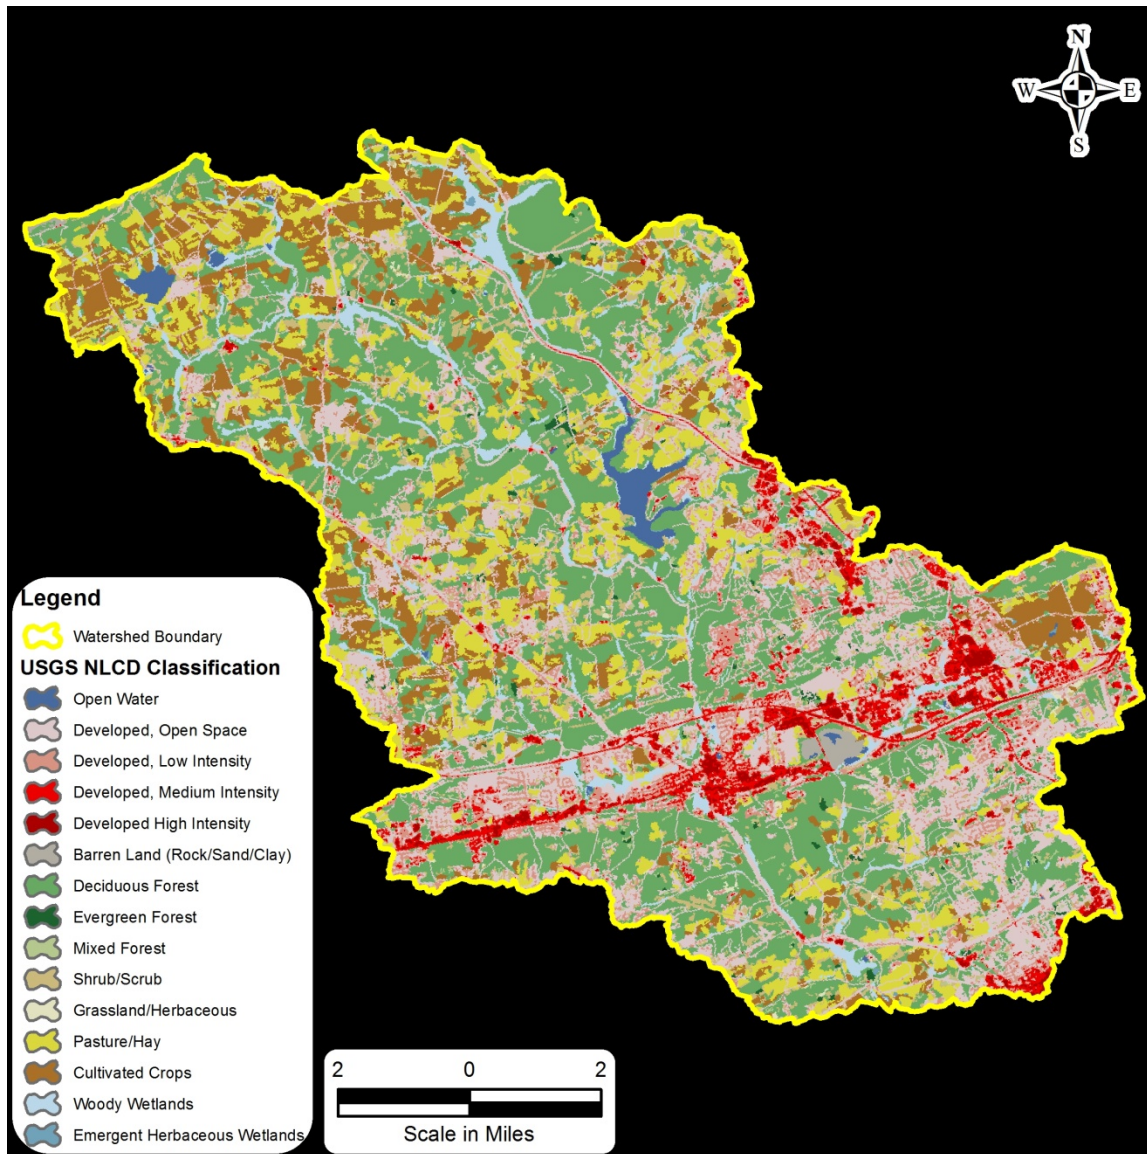 N
W E
S
Legend
Watershed Boundary
USGS NLCD Classification
Open Water
Developed, Open Space
Developed, Low Intensity
Developed, Medium Intensity
Developed High Intensity
Barren Land (Rock/Sand/Clay)
Deciduous Forest
Evergreen Forest
Mixed Forest
Shrub/Scrub
Grassland/Herbaceous
Pasture/Hay
Cultivated Crops
Woody Wetlands
Emergent Herbaceous Wetlands
2 0 2
Scale in Miles